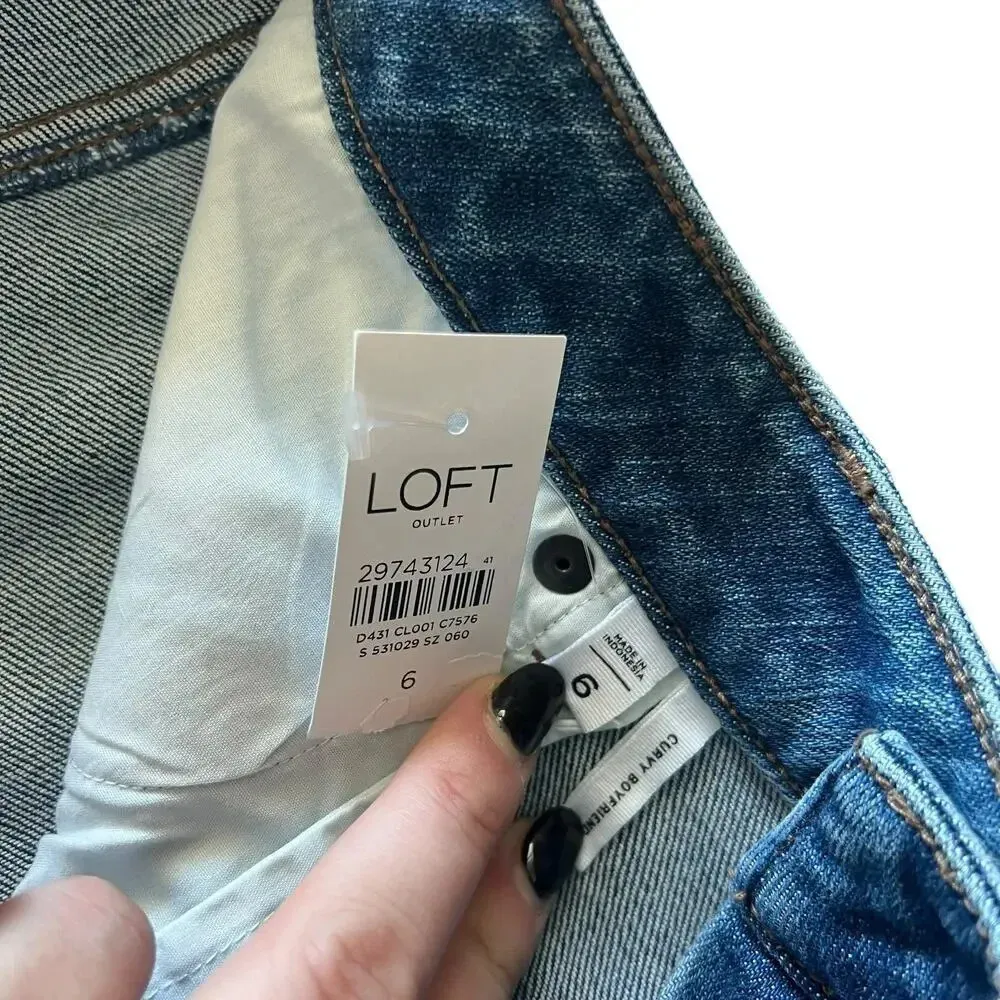 LOFT
OUTLET
29743124 41
D431 CL001 C7576
S 531029 SZ 060
6
6
MADE IN
INDONESIA
CURVY BOYFRIEND